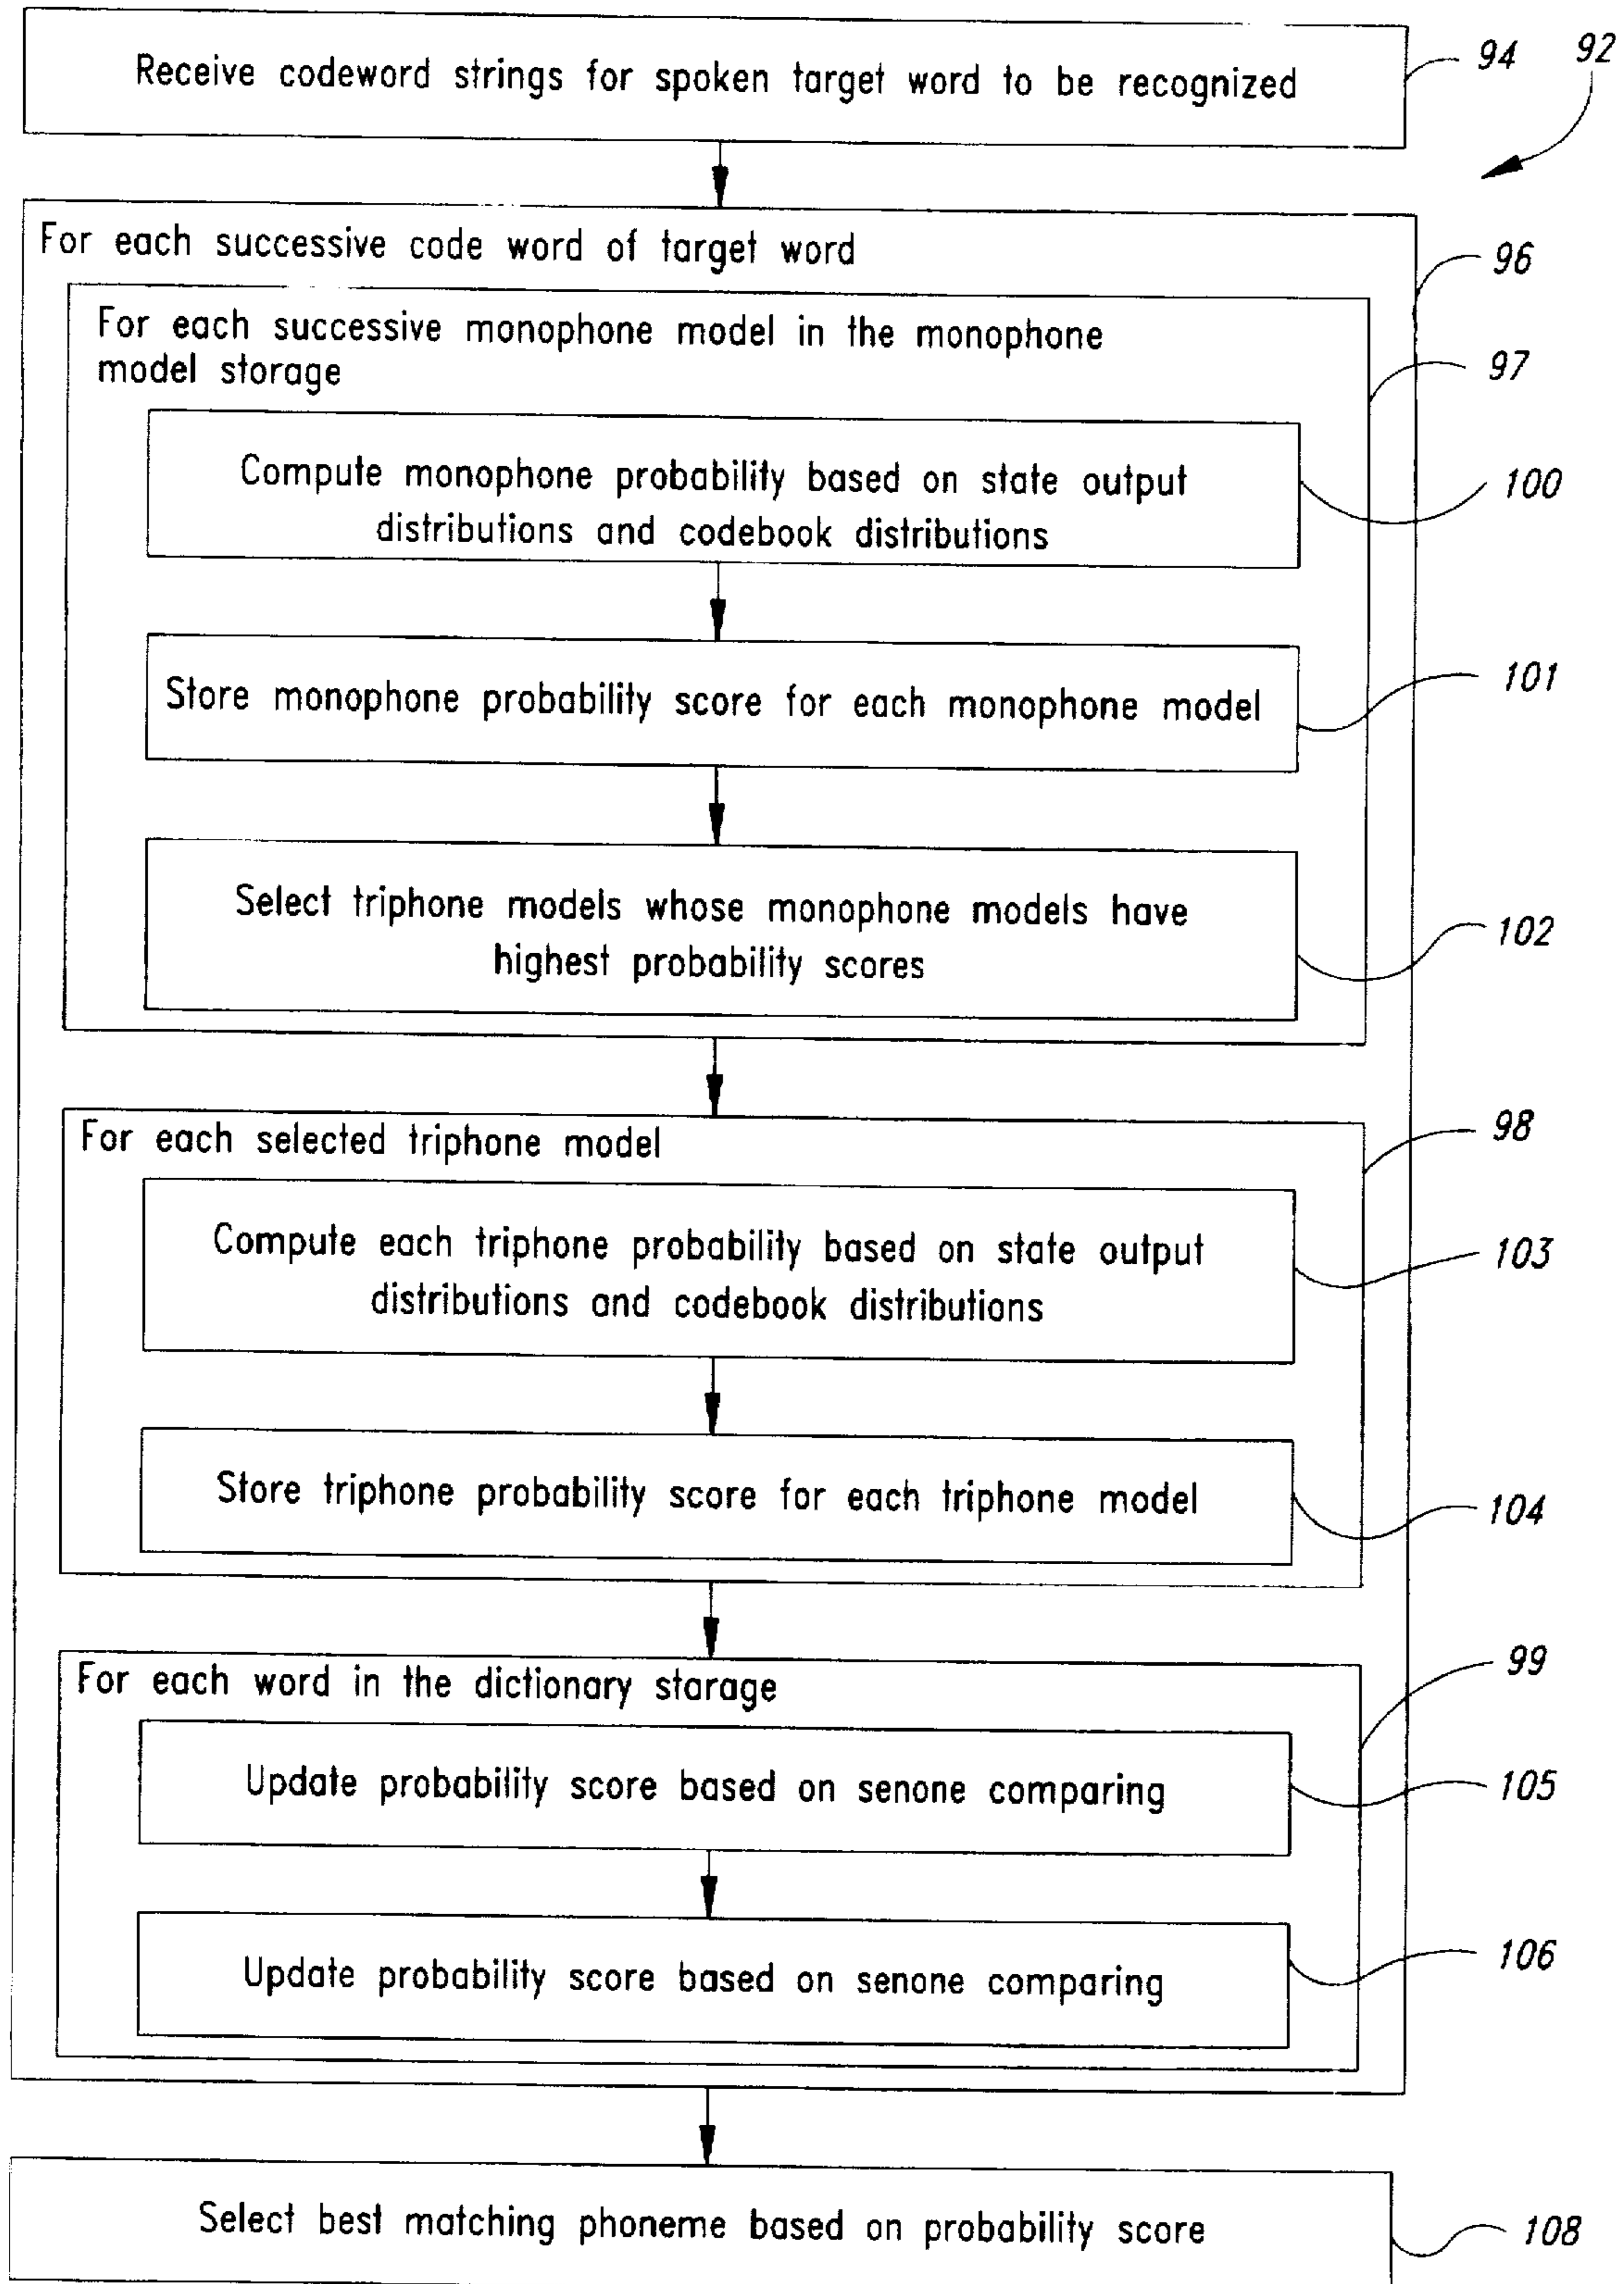 Receive codeword strings for spoken target word to be recognized
94
92
For each successive code word of target word
96
For each successive monophone model in the monophone
model storage
97
Compute monophone probability based on state output
distributions and codebook distributions
100
Store monophone probability score for each monophone model
101
Select triphone models whose monophone models have
highest probability scores
102
For each selected triphone model
98
Compute each triphone probability based on state output
distributions and codebook distributions
103
Store triphone probability score for each triphone model
104
For each word in the dictionary starage
99
Update probability score based on senone comparing
105
Update probability score based on senone comparing
106
Select best matching phoneme based on probability score
108